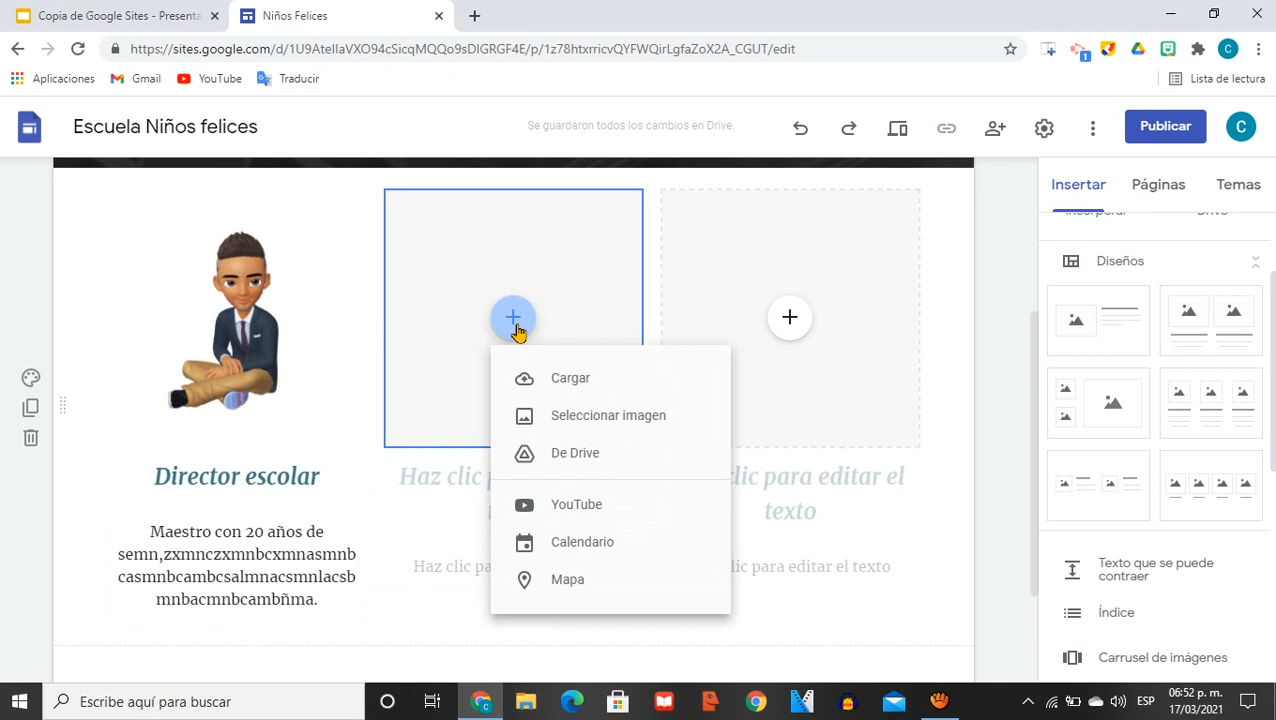 Copia de Google Sites - Presenta
Niños Felices
https://sites.google.com/d/1U9AteIlaVXO94cSicqMQQo9sDIGRGF4E/p/1z78htxrricvQYFWQirLgfaZoX2A_CGUT/edit
1
C
Aplicaciones
Gmail
YouTube
Traducir
Lista de lectura
Escuela Niños felices
Se guardaron todos los cambios en Drive.
Publicar
C
Insertar
Páginas
Temas
Incorporar
Drive
Diseños
Cargar
Seleccionar imagen
De Drive
YouTube
Calendario
Mapa
Director escolar
Maestro con 20 años de
semn,zxmnczxmnbcxmnasmnb
casmnbcambcsalmnacsmnlacsb
mnbacmnbcambñma.
Haz clic p
Haz clic pa
clic para editar el
texto
clic para editar el texto
Texto que se puede
contraer
Índice
Carrusel de imágenes
Escribe aquí para buscar
ESP
06:52 p. m.
17/03/2021